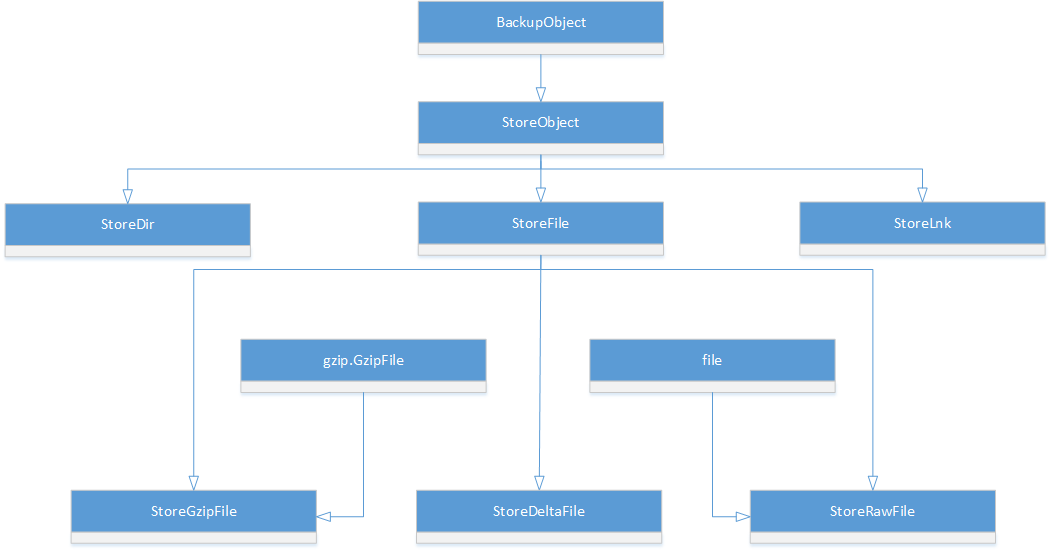 BackupObject
StoreObject
StoreDir
StoreFile
StoreLnk
gzip.GzipFile
file
StoreGzipFile
StoreDeltaFile
StoreRawFile